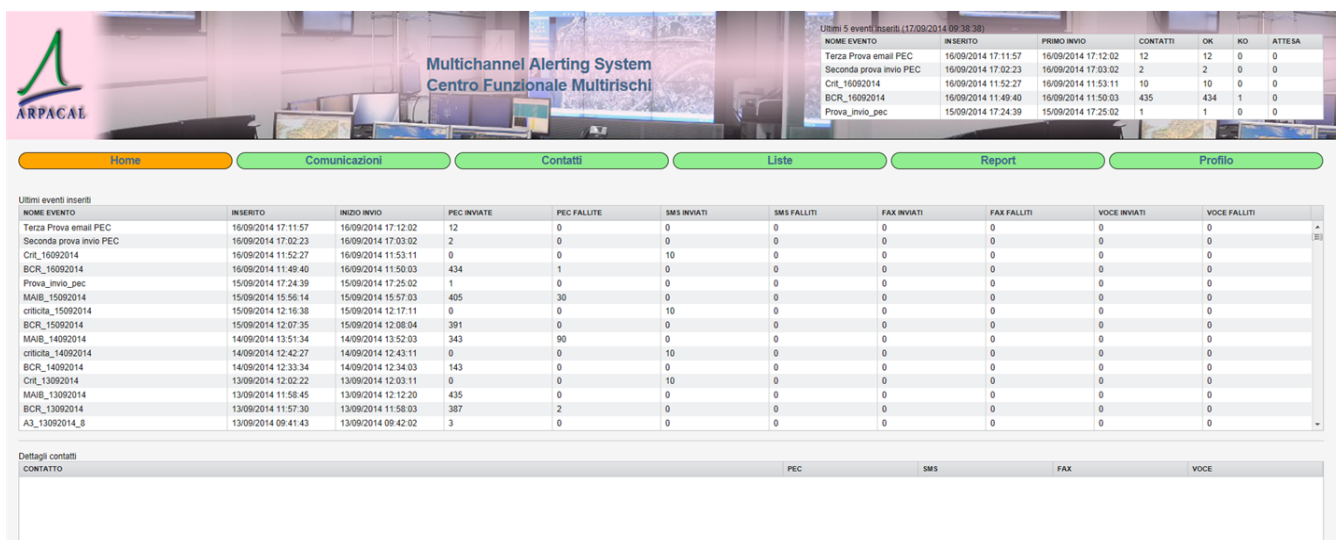 ARPACAL
Multichannel Alerting System
Centro Funzionale Multirischi
Ultimi 5 eventi inseriti (17/09/2014 09:38:38)
NOME EVENTO INSERITO PRIMO INVIO CONTATTI OK KO ATTESA
Terza Prova email PEC 16/09/2014 17:11:57 16/09/2014 17:12:02 12 12 0 0
Seconda prova invio PEC 16/09/2014 17:02:23 16/09/2014 17:03:02 2 2 0 0
Crit_16092014 16/09/2014 11:52:27 16/09/2014 11:53:11 10 10 0 0
BCR_16092014 16/09/2014 11:49:40 16/09/2014 11:50:03 435 434 1 0
Prova_invio_pec 15/09/2014 17:24:39 15/09/2014 17:25:02 1 1 0 0
Home Comunicazioni Contatti Liste Report Profilo
Ultimi eventi inseriti
NOME EVENTO INSERITO INIZIO INVIO PEC INVIATE PEC FALLITE SMS INVIATI SMS FALLITI FAX INVIATI FAX FALLITI VOCE INVIATI VOCE FALLITI
Terza Prova email PEC 16/09/2014 17:11:57 16/09/2014 17:12:02 12 0 0 0 0 0 0 0
Seconda prova invio PEC 16/09/2014 17:02:23 16/09/2014 17:03:02 2 0 0 0 0 0 0 0
Crit_16092014 16/09/2014 11:52:27 16/09/2014 11:53:11 0 0 10 0 0 0 0 0
BCR_16092014 16/09/2014 11:49:40 16/09/2014 11:50:03 434 1 0 0 0 0 0 0
Prova_invio_pec 15/09/2014 17:24:39 15/09/2014 17:25:02 1 0 0 0 0 0 0 0
MAIB_15092014 15/09/2014 15:56:14 15/09/2014 15:57:03 405 30 0 0 0 0 0 0
criticita_15092014 15/09/2014 12:16:38 15/09/2014 12:17:11 0 0 10 0 0 0 0 0
BCR_15092014 15/09/2014 12:07:35 15/09/2014 12:08:04 391 0 0 0 0 0 0 0
MAIB_14092014 14/09/2014 13:51:34 14/09/2014 13:52:03 343 90 0 0 0 0 0 0
criticita_14092014 14/09/2014 12:42:27 14/09/2014 12:43:11 0 0 10 0 0 0 0 0
BCR_14092014 14/09/2014 12:33:34 14/09/2014 12:34:03 143 0 0 0 0 0 0 0
Crit_13092014 13/09/2014 12:02:22 13/09/2014 12:03:11 0 0 10 0 0 0 0 0
MAIB_13092014 13/09/2014 11:58:45 13/09/2014 12:12:20 435 0 0 0 0 0 0 0
BCR_13092014 13/09/2014 11:57:30 13/09/2014 11:58:03 387 2 0 0 0 0 0 0
A3_13092014_8 13/09/2014 09:41:43 13/09/2014 09:42:02 3 0 0 0 0 0 0 0
Dettagli contatti
CONTATTO PEC SMS FAX VOCE